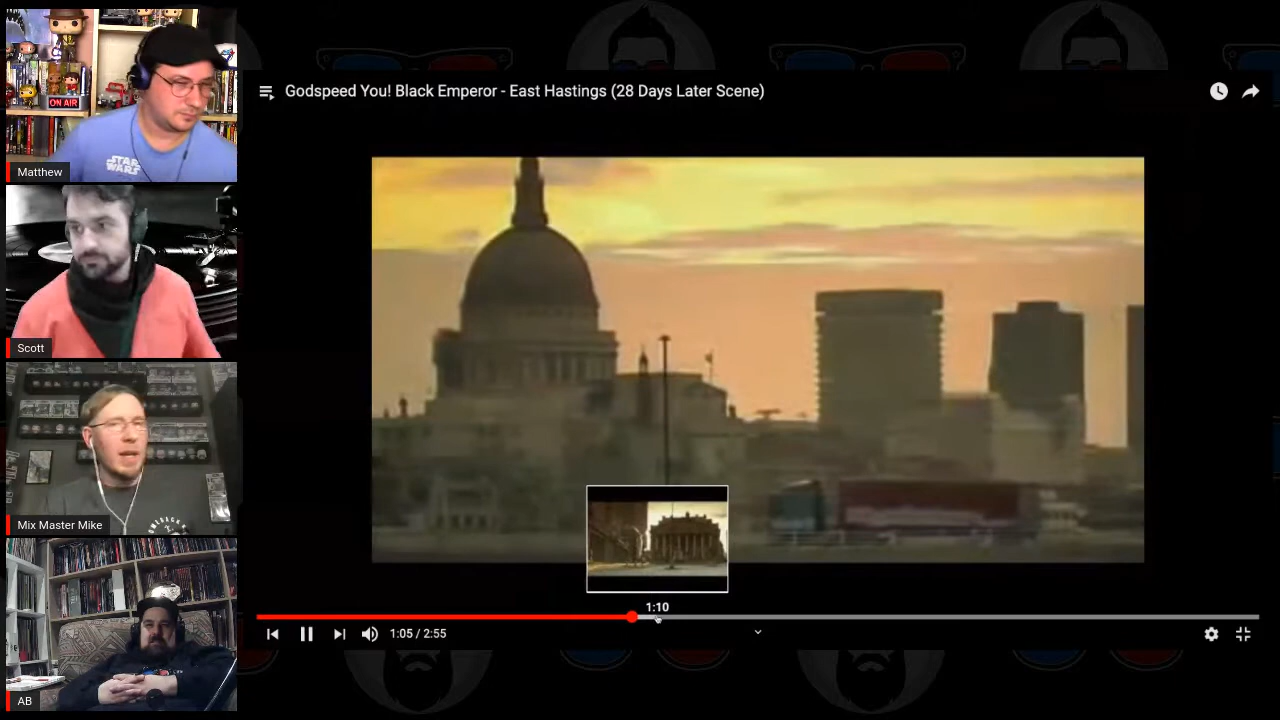 ON AIR
STAR
WARS
Matthew
Scott
Mix Master Mike
AB
Godspeed You! Black Emperor - East Hastings (28 Days Later Scene)
1:10
1:05 / 2:55